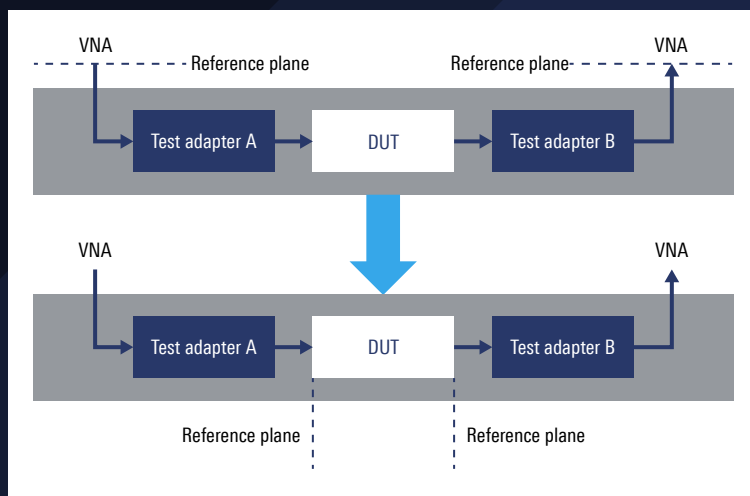 VNA
VNA
Reference plane
Reference plane
Test adapter A
DUT
Test adapter B
VNA
VNA
Test adapter A
DUT
Test adapter B
Reference plane
Reference plane